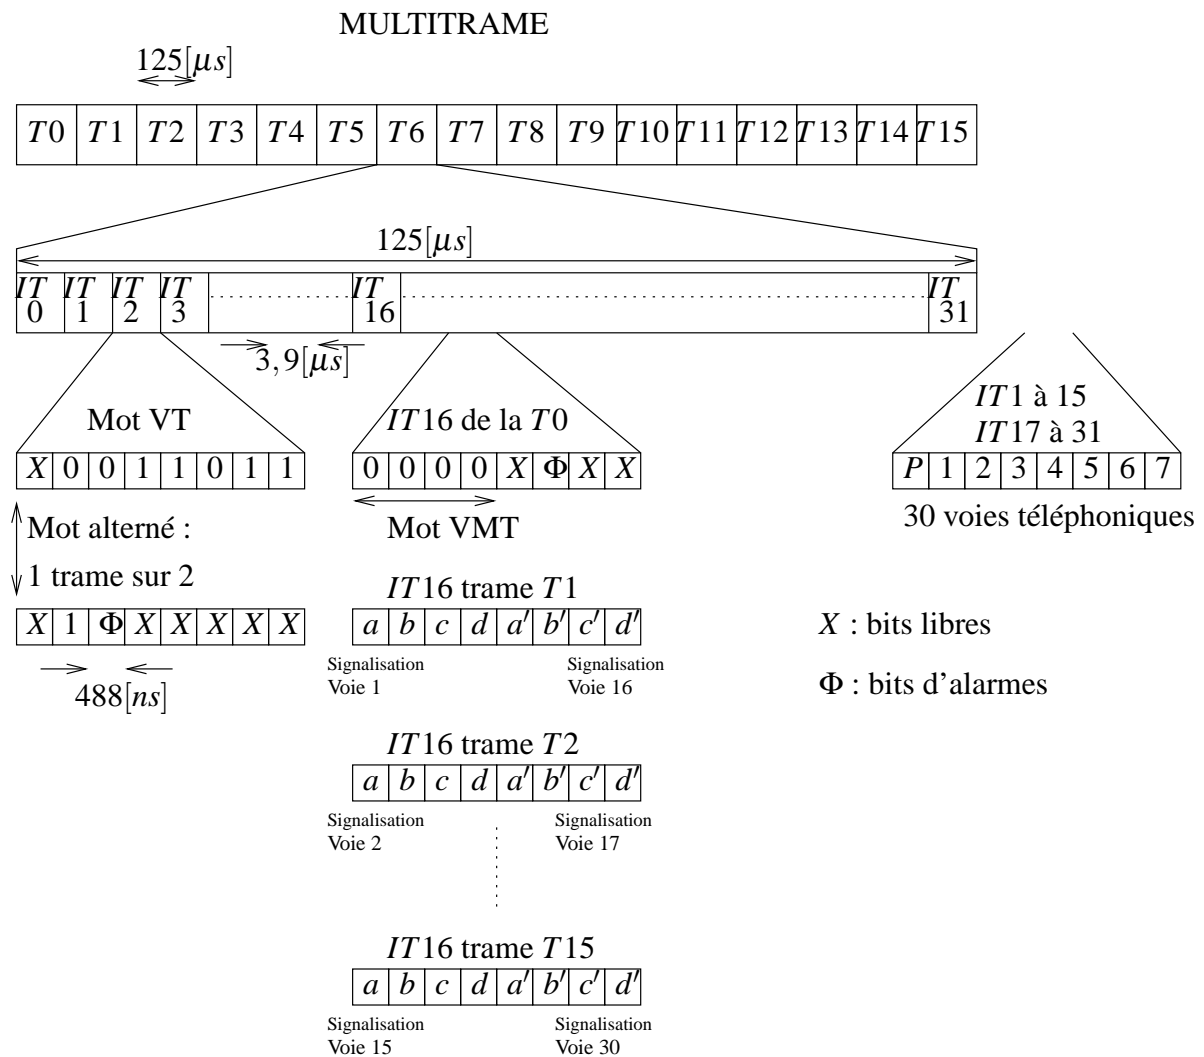 MULTITRAME
125[μs]
T0 T1 T2 T3 T4 T5 T6 T7 T8 T9 T10 T11 T12 T13 T14 T15
125[μs]
IT 0 IT 1 IT 2 IT 3 IT 16 IT 31
3,9[μs]
Mot VT
IT16 de la T0
IT1 à 15
IT17 à 31
X 0 0 1 1 0 1 1
0 0 0 0 X Φ X X
P 1 2 3 4 5 6 7
Mot alterné :
1 trame sur 2
Mot VMT
30 voies téléphoniques
IT16 trame T1
X 1 Φ X X X X X
a b c d a' b' c' d'
X : bits libres
Signalisation
Voie 1
Signalisation
Voie 16
488[ns]
Φ : bits d'alarmes
IT16 trame T2
a b c d a' b' c' d'
Signalisation
Voie 2
Signalisation
Voie 17
IT16 trame T15
a b c d a' b' c' d'
Signalisation
Voie 15
Signalisation
Voie 30